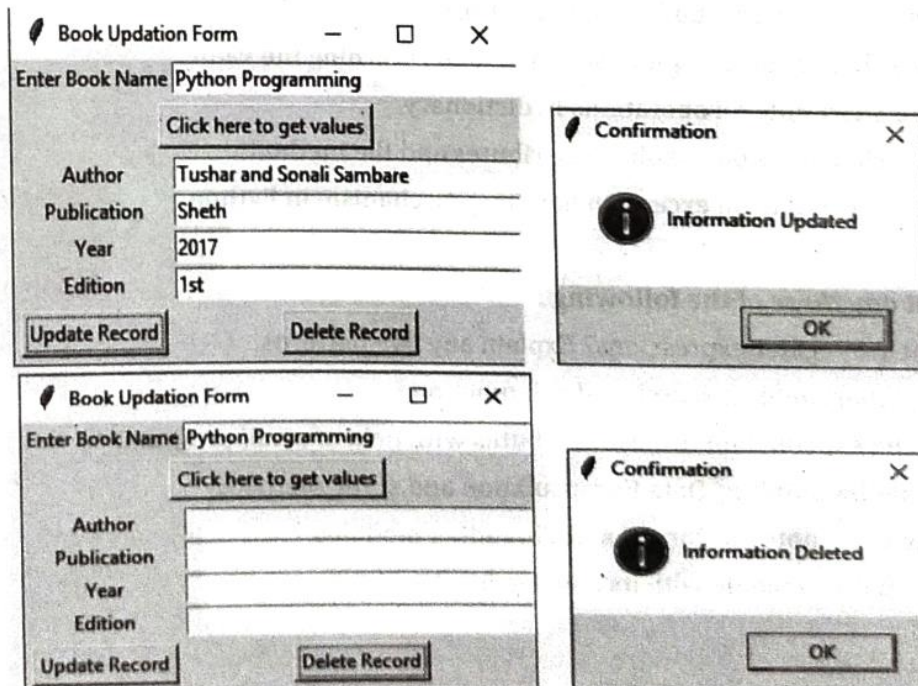 Book Updation Form
Enter Book Name Python Programming
Click here to get values
Author Tushar and Sonali Sambare
Publication Sheth
Year 2017
Edition 1st
Update Record Delete Record
Confirmation
Information Updated
OK
Book Updation Form
Enter Book Name Python Programming
Click here to get values
Author
Publication
Year
Edition
Update Record Delete Record
Confirmation
Information Deleted
OK